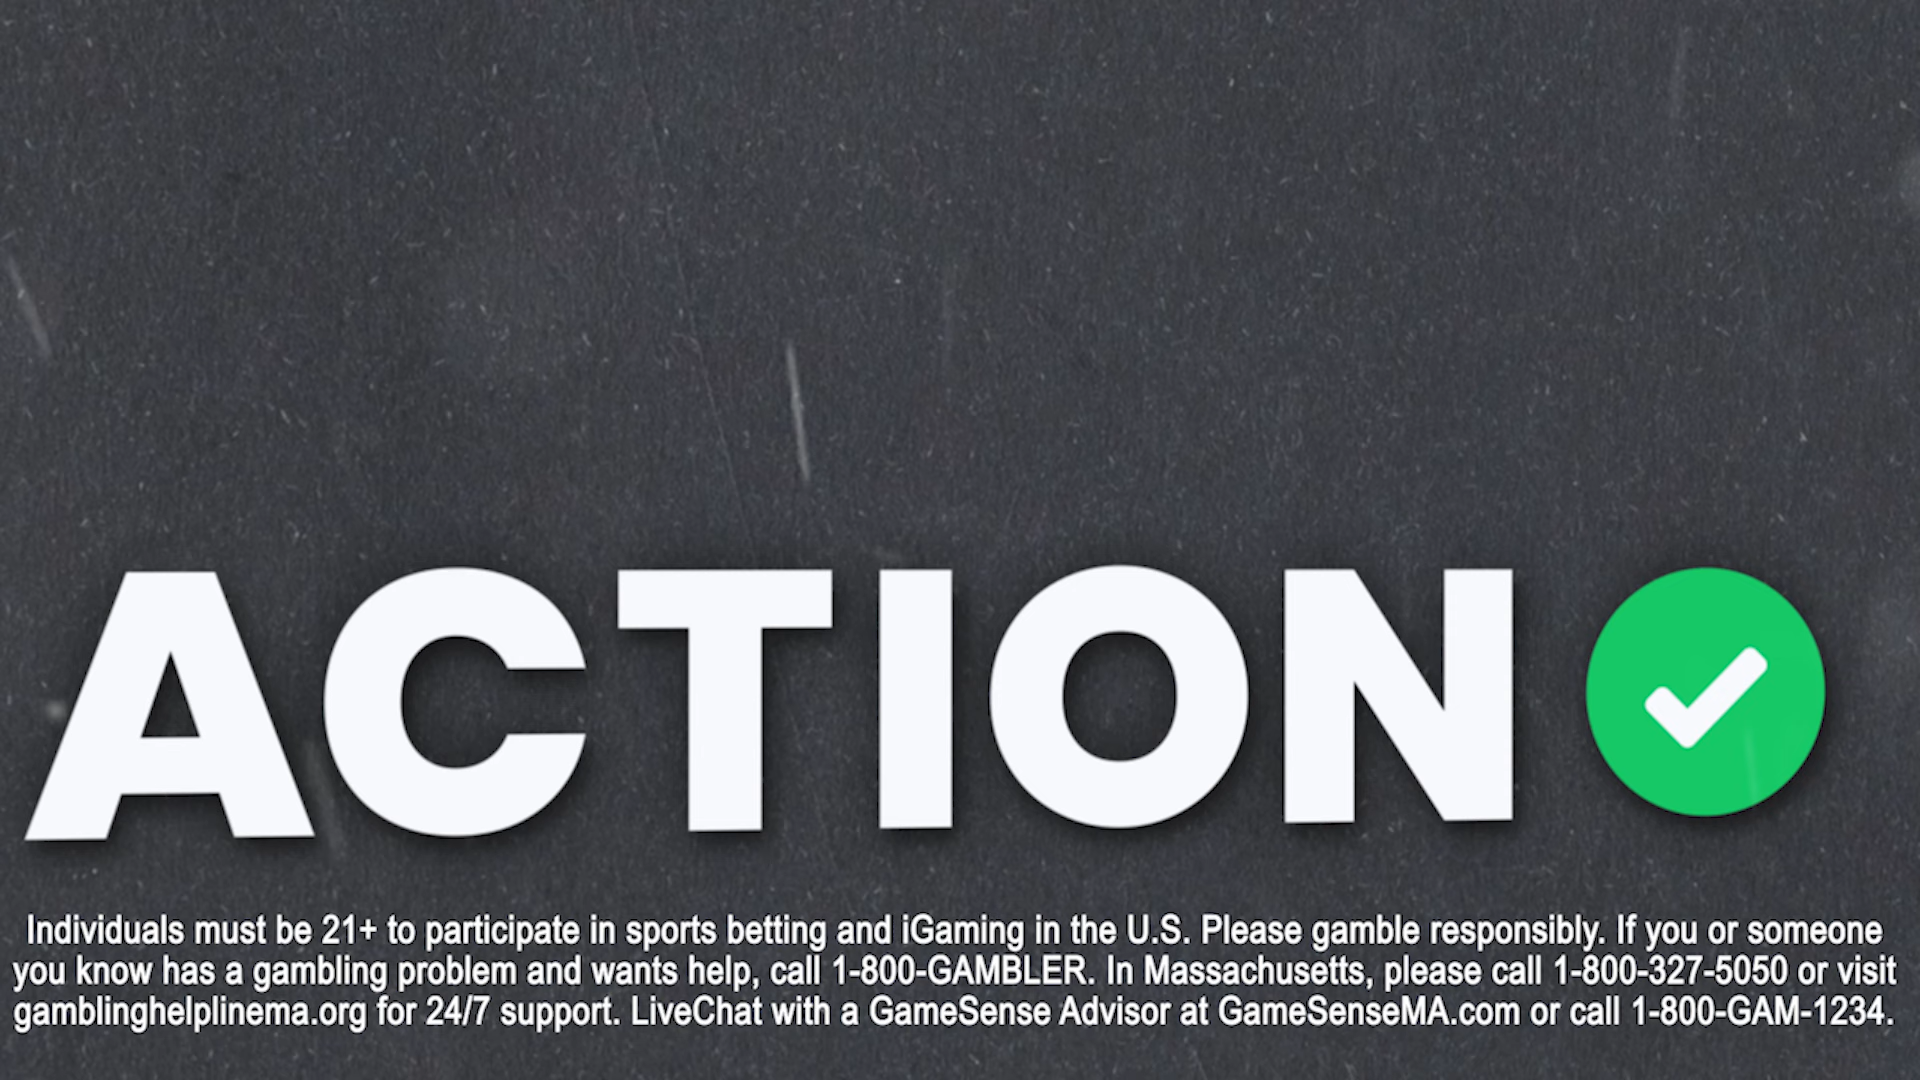 ACTION
Individuals must be 21+ to participate in sports betting and iGaming in the U.S. Please gamble responsibly. If you or someone
you know has a gambling problem and wants help, call 1-800-GAMBLER. In Massachusetts, please call 1-800-327-5050 or visit
gamblinghelplinema.org for 24/7 support. LiveChat with a GameSense Advisor at GameSenseMA.com or call 1-800-GAM-1234.